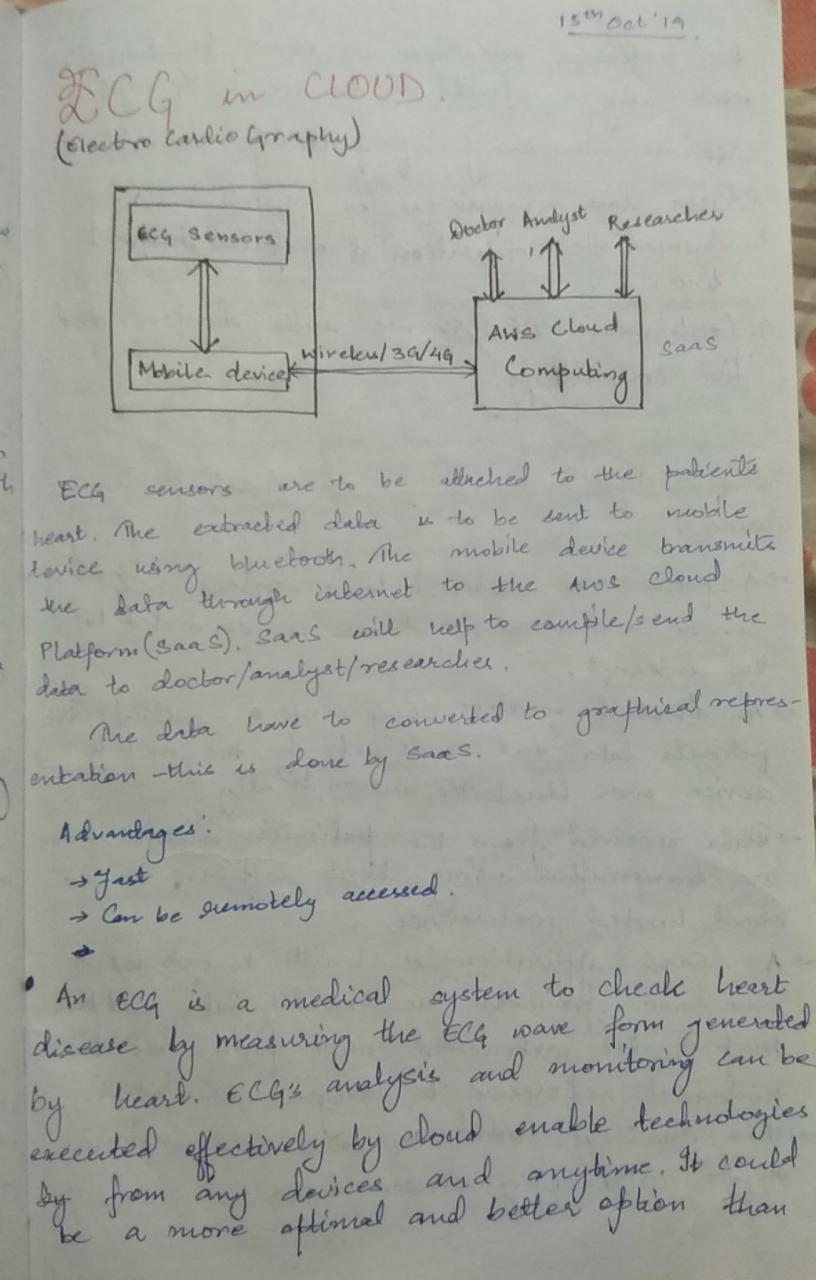 15th Oct '19
ECG in CLOUD.
(Electro Cardio Graphy)
Doctor Analyst Researcher
ECG Sensors
AWS Cloud
Computing
SaaS
Wireless/3G/4G
Mobile device
ECG sensors are to be attached to the patients
heart. The extracted data is to be sent to mobile
device using bluetooth. The mobile device transmits
the data through internet to the AWS cloud
Platform (SaaS). SaaS will help to compile/send the
data to doctor/analyst/researcher.
The data have to converted to graphical repres-
entation - this is done by SaaS.
Advantages:
→ Fast
→ Can be remotely accessed.
→
• An ECG is a medical system to check heart
disease by measuring the ECG wave form generated
by heart. ECG's analysis and monitoring can be
executed effectively by cloud enable technologies
by from any devices and anytime. It could
be a more optimal and better option than